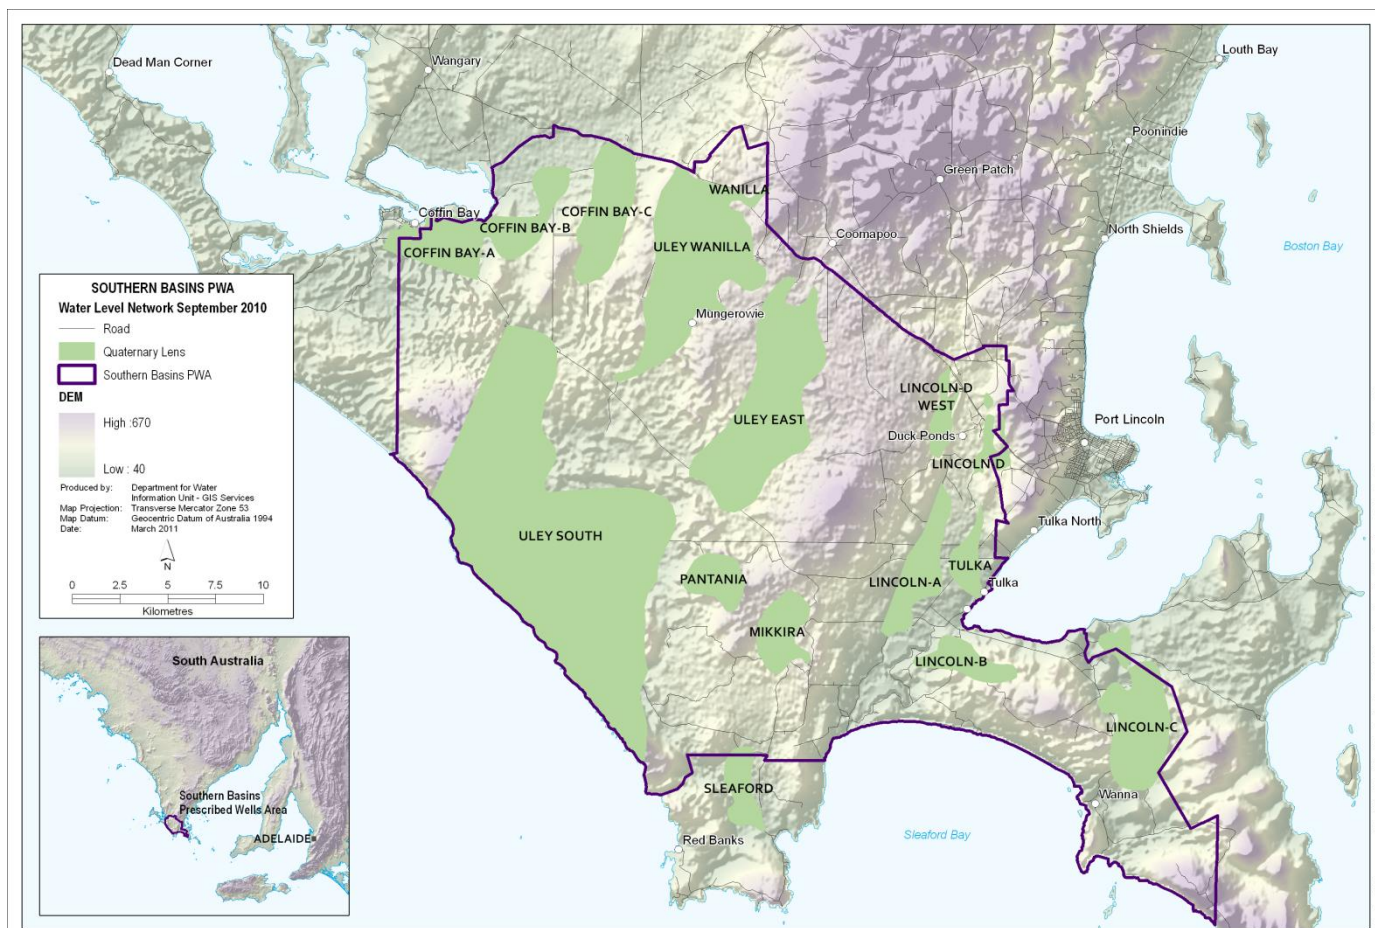 Dead Man Corner
Wangary
Louth Bay
Poonindie
Green Patch
WANILLA
Coffin Bay
COFFIN BAY-C
COFFIN BAY-B
COFFIN BAY-A
ULEY WANILLA
Coomapoo
North Shields
Boston Bay
SOUTHERN BASINS PWA
Water Level Network September 2010
Road
Quaternary Lens
Southern Basins PWA
DEM
High :670
Low : 40
Produced by: Department for Water
Information Unit - GIS Services
Map Projection: Transverse Mercator Zone 53
Map Datum: Geocentric Datum of Australia 1994
Date: March 2011
N
0 2.5 5 7.5 10
Kilometres
Mungerowie
LINCOLN-D
WEST
ULEY EAST
Duck Ponds
Port Lincoln
LINCOLN-D
ULEY SOUTH
Tulka North
PANTANIA
LINCOLN-A
TULKA
Tulka
MIKKIRA
LINCOLN-B
LINCOLN-C
SLEAFORD
Wanna
Red Banks
Sleaford Bay
South Australia
Southern Basins
Prescribed Wells Area
ADELAIDE